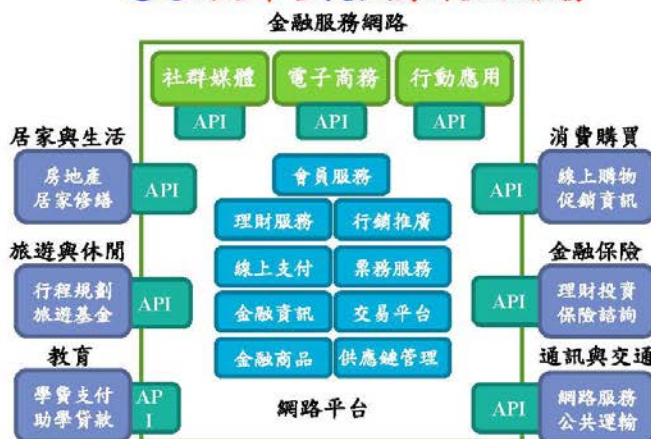 金融服務網路
社群媒體 電子商務 行動應用
API API API
居家與生活
房地產
居家修繕
API
旅遊與休閒
行程規劃
旅遊基金
API
教育
學費支付
助學貸款
AP
I
會員服務
理財服務 行銷推廣
線上支付 票務服務
金融資訊 交易平台
金融商品 供應鏈管理
網路平台
消費購買
API
線上購物
促銷資訊
金融保險
API
理財投資
保險諮詢
通訊與交通
API
網路服務
公共運輸